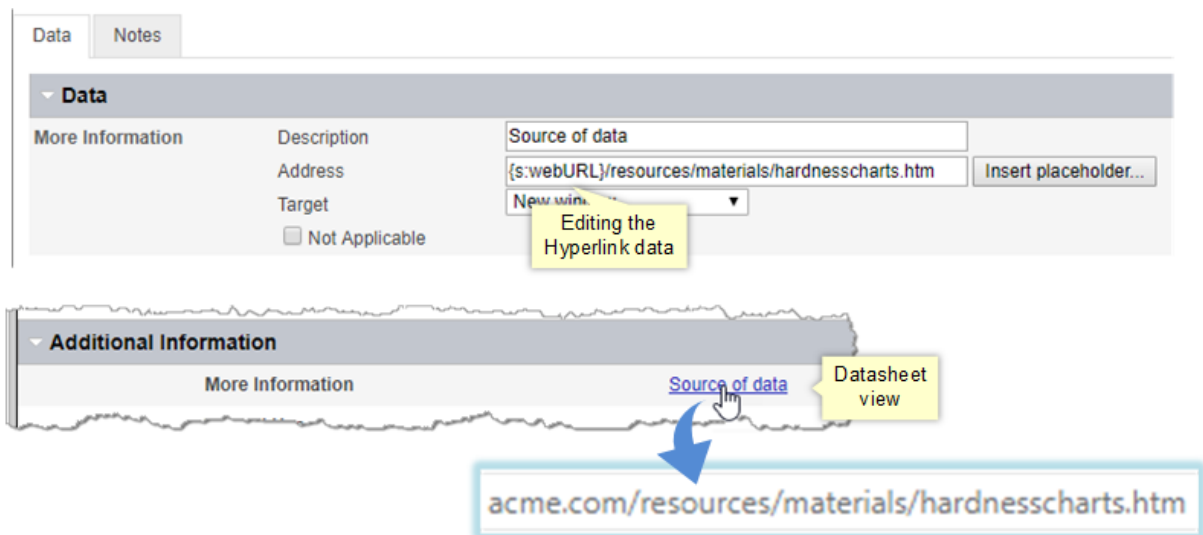 Data Notes
Data
More Information Description Source of data
Address {s:webURL}/resources/materials/hardnesscharts.htm Insert placeholder...
Target New
Editing the
Hyperlink data
Not Applicable
Additional Information
More Information Source of data
Datasheet
view
acme.com/resources/materials/hardnesscharts.htm